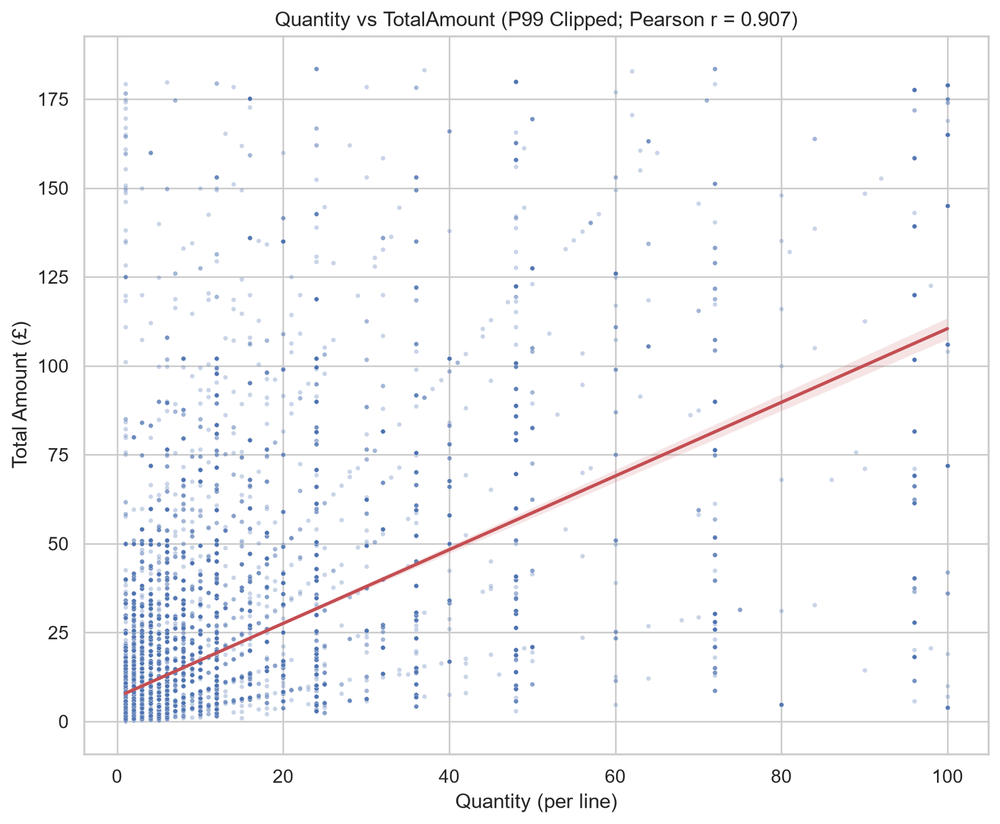 Quantity vs TotalAmount (P99 Clipped; Pearson r = 0.907)
Total Amount (£)
175
150
125
100
75
50
25
0
0 20 40 60 80 100
Quantity (per line)